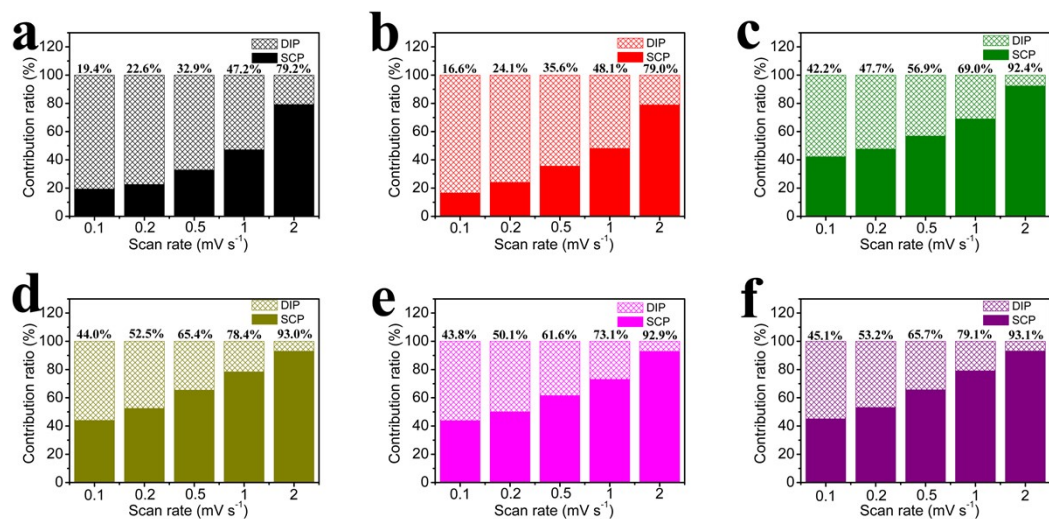 a
DIP
SCP
120
100
80
60
40
20
0
19.4% 22.6% 32.9% 47.2% 79.2%
0.1 0.2 0.5 1 2
Contribution ratio (%)
Scan rate (mV s⁻¹)
b
DIP
SCP
120
100
80
60
40
20
0
16.6% 24.1% 35.6% 48.1% 79.0%
0.1 0.2 0.5 1 2
Contribution ratio (%)
Scan rate (mV s⁻¹)
c
DIP
SCP
120
100
80
60
40
20
0
42.2% 47.7% 56.9% 69.0% 92.4%
0.1 0.2 0.5 1 2
Contribution ratio (%)
Scan rate (mV s⁻¹)
d
DIP
SCP
120
100
80
60
40
20
0
44.0% 52.5% 65.4% 78.4% 93.0%
0.1 0.2 0.5 1 2
Contribution ratio (%)
Scan rate (mV s⁻¹)
e
DIP
SCP
120
100
80
60
40
20
0
43.8% 50.1% 61.6% 73.1% 92.9%
0.1 0.2 0.5 1 2
Contribution ratio (%)
Scan rate (mV s⁻¹)
f
DIP
SCP
120
100
80
60
40
20
0
45.1% 53.2% 65.7% 79.1% 93.1%
0.1 0.2 0.5 1 2
Contribution ratio (%)
Scan rate (mV s⁻¹)